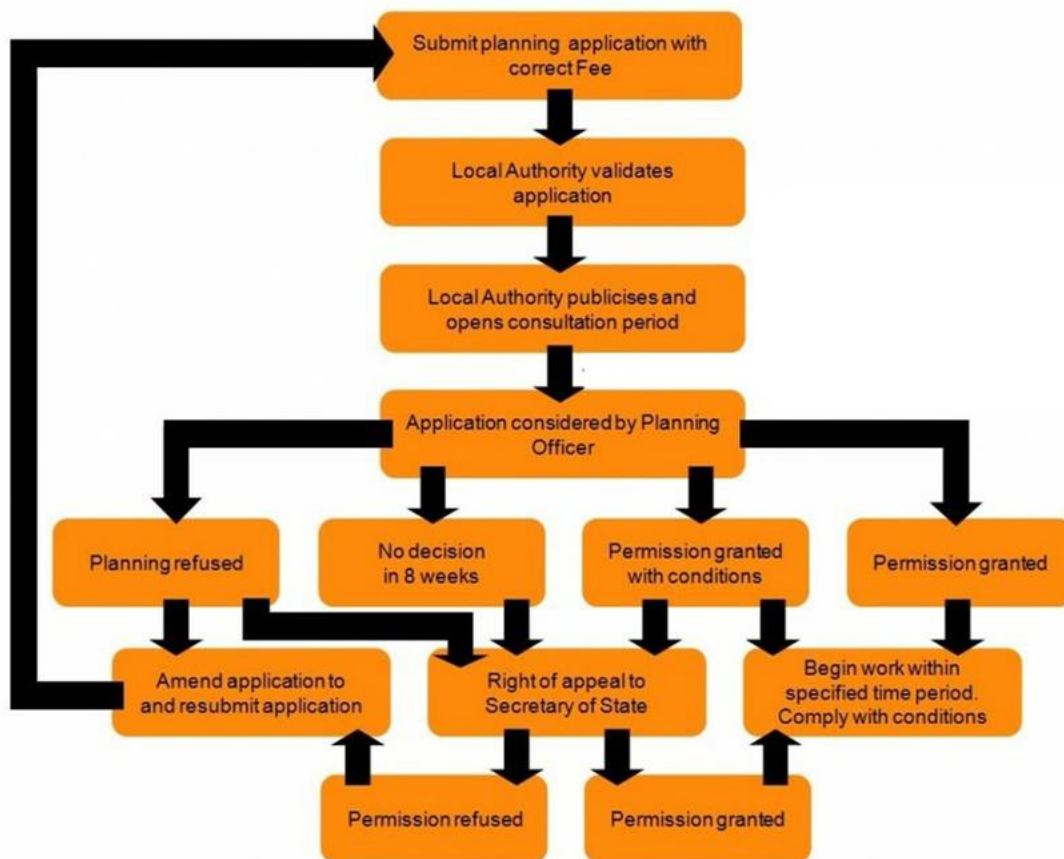 Submit planning application with
correct Fee
Local Authority validates
application
Local Authority publicises and
opens consultation period
Application considered by Planning
Officer
Planning refused
No decision
in 8 weeks
Permission granted
with conditions
Permission granted
Amend application to
and resubmit application
Right of appeal to
Secretary of State
Begin work within
specified time period.
Comply with conditions
Permission refused
Permission granted